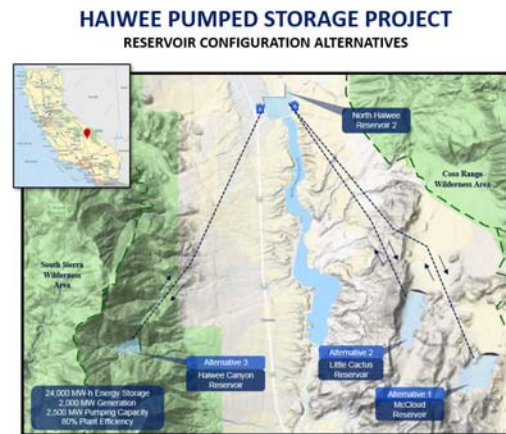 HAIWEE PUMPED STORAGE PROJECT
RESERVOIR CONFIGURATION ALTERNATIVES
North Haiwee
Reservoir 2
Coso Range
Wilderness Area
South Sierra
Wilderness
Area
Alternative 3
Haiwee Canyon
Reservoir
Alternative 2
Little Cactus
Reservoir
Alternative 1
McCloud
Reservoir
24,000 MW-h Energy Storage
2,000 MW Generation
2,500 MW Pumping Capacity
80% Plant Efficiency